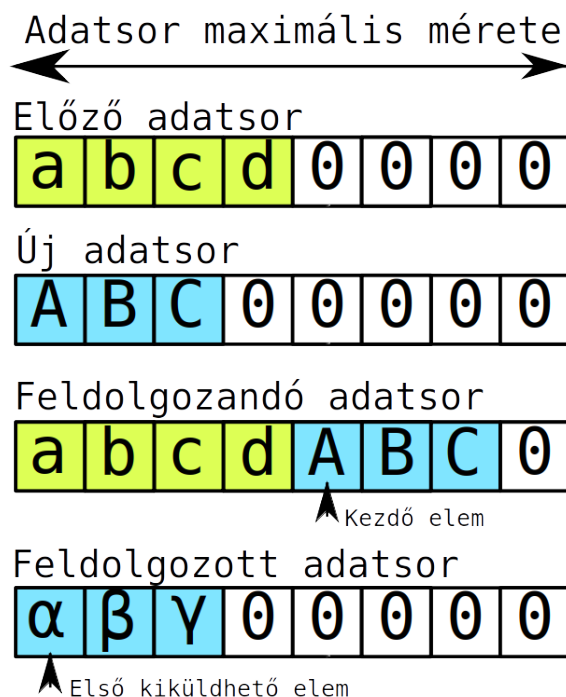 Adatsor maximális mérete
Előző adatsor
a b c d 0 0 0 0
Új adatsor
A B C 0 0 0 0 0
Feldolgozandó adatsor
a b c d A B C 0
Kezdő elem
Feldolgozott adatsor
α β γ 0 0 0 0 0
Első kiküldhető elem